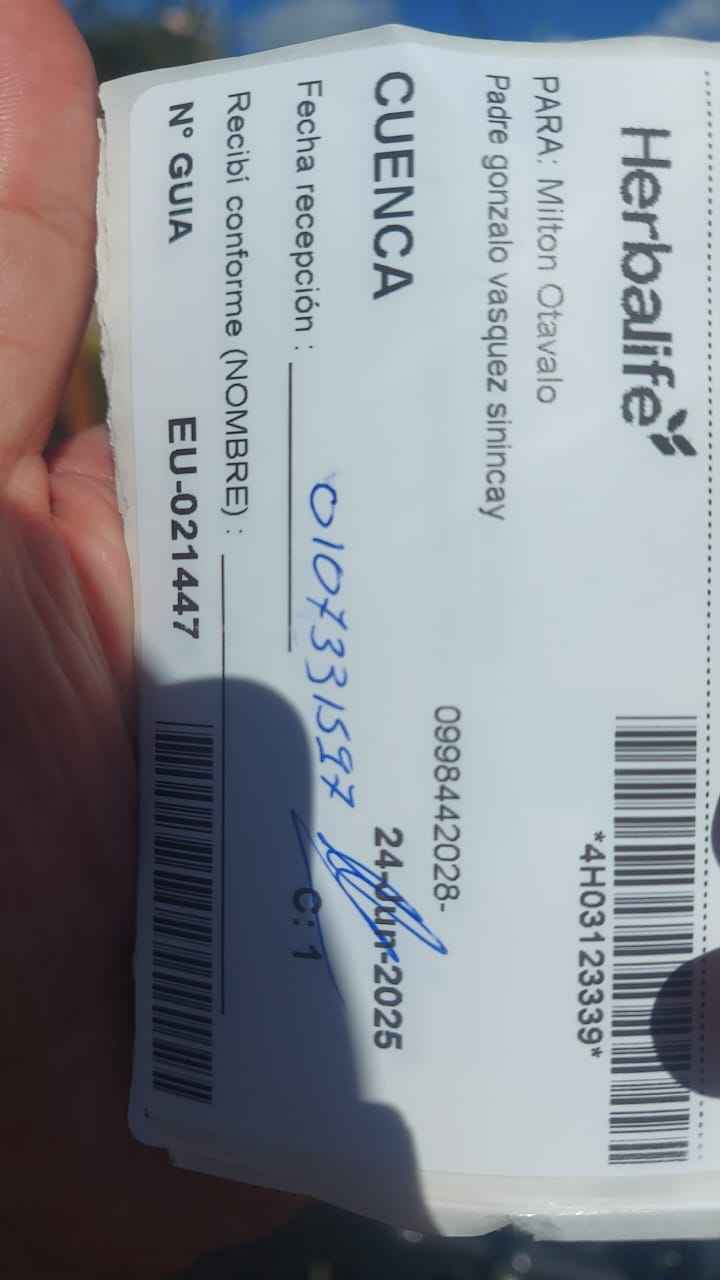 Herbalife
*4H03123339*
PARA: Milton Otavalo
Padre gonzalo vasquez sinincay
0998442028-
CUENCA
24-Jun-2025
0107331597
Fecha recepción :
C: 1
Recibí conforme (NOMBRE) :
N° GUIA
EU-021447